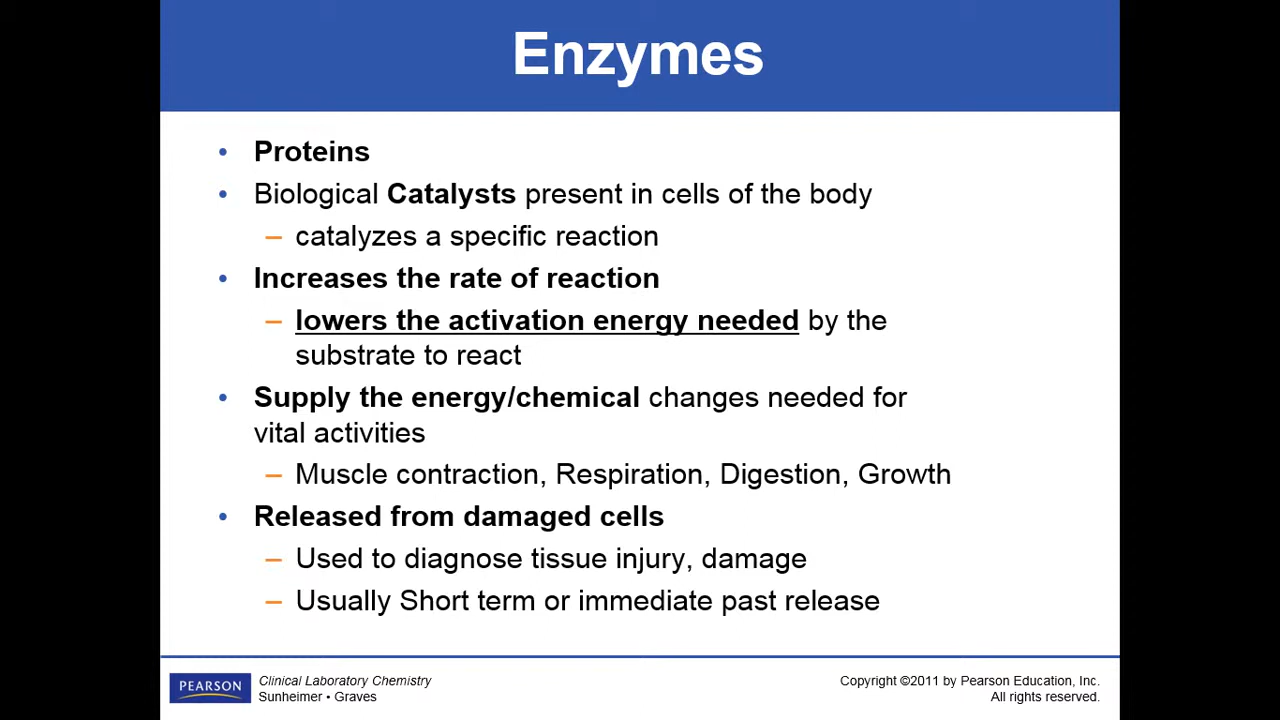 Enzymes
• Proteins
• Biological Catalysts present in cells of the body
– catalyzes a specific reaction
• Increases the rate of reaction
– lowers the activation energy needed by the
substrate to react
• Supply the energy/chemical changes needed for
vital activities
– Muscle contraction, Respiration, Digestion, Growth
• Released from damaged cells
– Used to diagnose tissue injury, damage
– Usually Short term or immediate past release
PEARSON
Clinical Laboratory Chemistry
Sunheimer • Graves
Copyright ©2011 by Pearson Education, Inc.
All rights reserved.